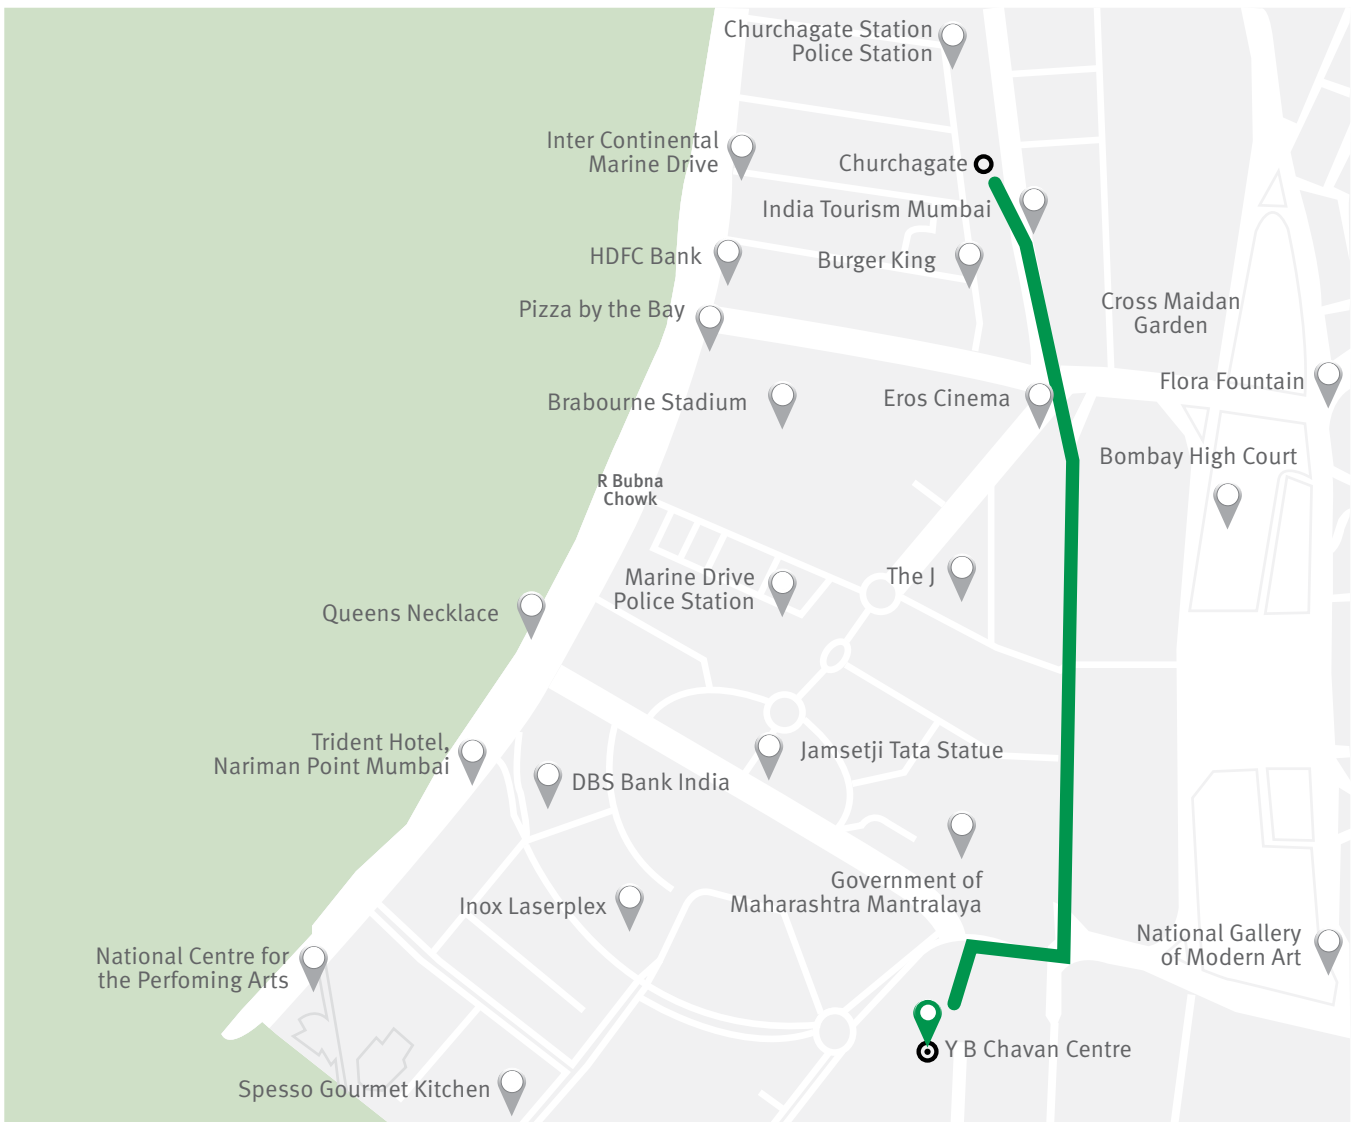 Churchagate Station
Police Station
Inter Continental
Marine Drive
Churchagate
India Tourism Mumbai
HDFC Bank
Burger King
Pizza by the Bay
Cross Maidan
Garden
Flora Fountain
Brabourne Stadium
Eros Cinema
Bombay High Court
R Bubna
Chowk
Marine Drive
Police Station
The J
Queens Necklace
Trident Hotel,
Nariman Point Mumbai
Jamsetji Tata Statue
DBS Bank India
Government of
Maharashtra Mantralaya
Inox Laserplex
National Gallery
of Modern Art
National Centre for
the Perfoming Arts
Y B Chavan Centre
Spesso Gourmet Kitchen